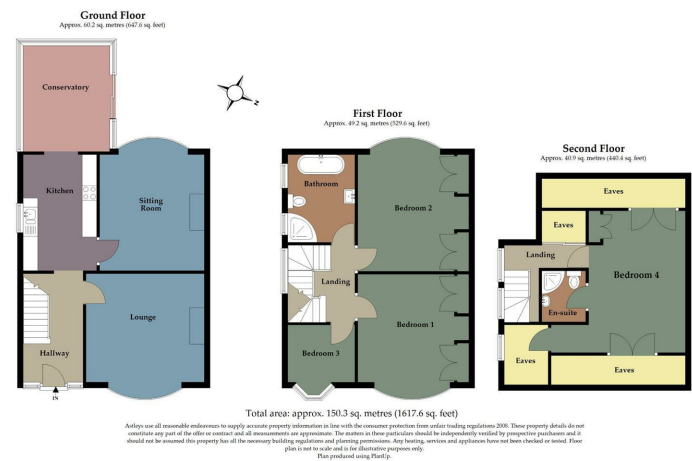 Ground Floor
Approx. 60.2 sq. metres (647.6 sq. feet)
Conservatory
Kitchen
Sitting
Room
Lounge
Hallway
IN
N
First Floor
Approx. 49.2 sq. metres (529.6 sq. feet)
Bathroom
Bedroom 2
Landing
Bedroom 1
Bedroom 3
Second Floor
Approx. 40.9 sq. metres (440.4 sq. feet)
Eaves
Eaves
Landing
Bedroom 4
En-suite
Eaves
Eaves
Total area: approx. 150.3 sq. metres (1617.6 sq. feet)
Astleys use all reasonable endeavours to supply accurate property information in line with the consumer protection from unfair trading regulations 2008. These property details do not
constitute any part of the offer or contract and all measurements are approximate. The matters in these particulars should be independently verified by prospective purchasers and it
should not be assumed this property has all the necessary building regulations and planning permissions. Any heating, services and appliances have not been checked or tested. Floor
plan is not to scale and is for illustrative purposes only.
Plan produced using PlanUp.